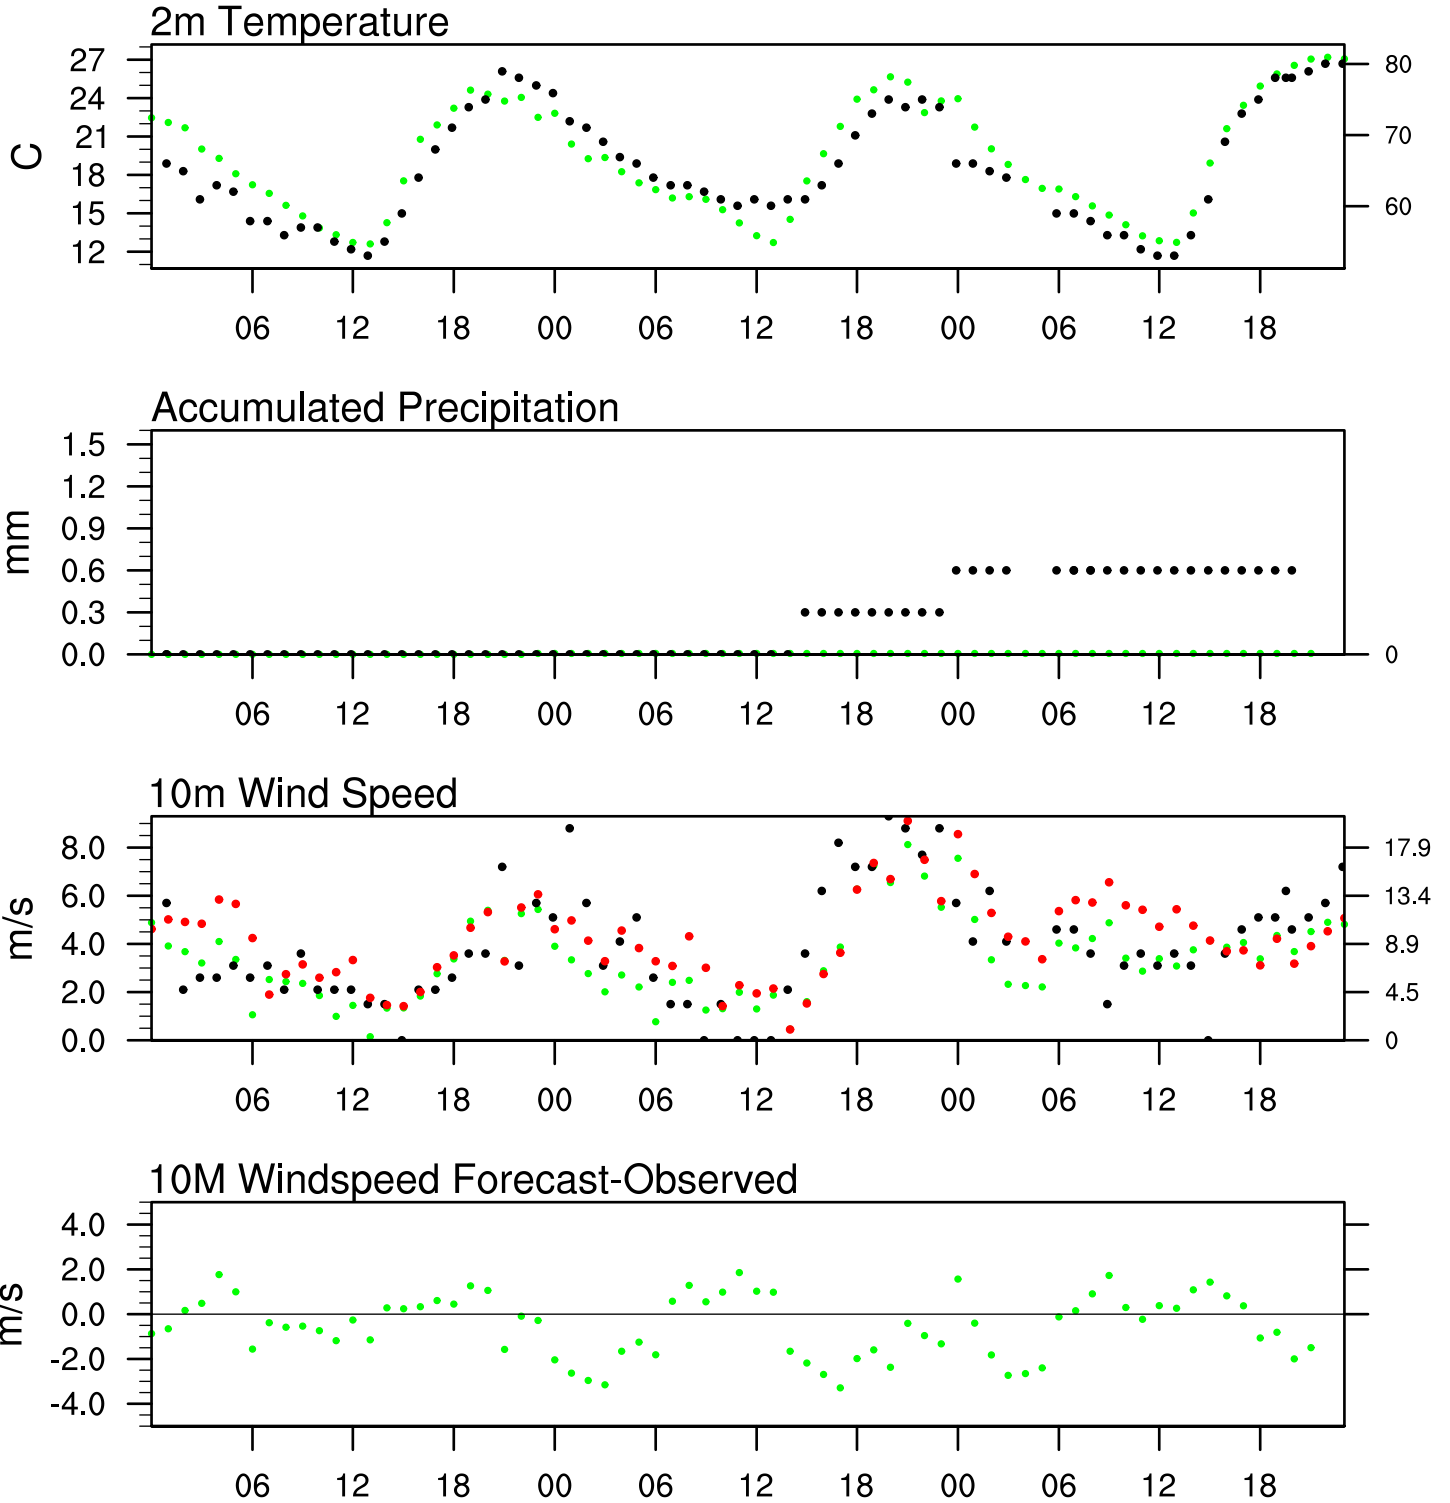 2m Temperature
27 80
24
21 70
C
18
15 60
12
06 12 18 00 06 12 18 00 06 12 18
Accumulated Precipitation
1.5
1.2
0.9
mm
0.6
0.3
0.0 0
06 12 18 00 06 12 18 00 06 12 18
10m Wind Speed
8.0 17.9
6.0 13.4
m/s
4.0 8.9
2.0 4.5
0.0 0
06 12 18 00 06 12 18 00 06 12 18
10M Windspeed Forecast-Observed
4.0
2.0
0.0
m/s
-2.0
-4.0
06 12 18 00 06 12 18 00 06 12 18